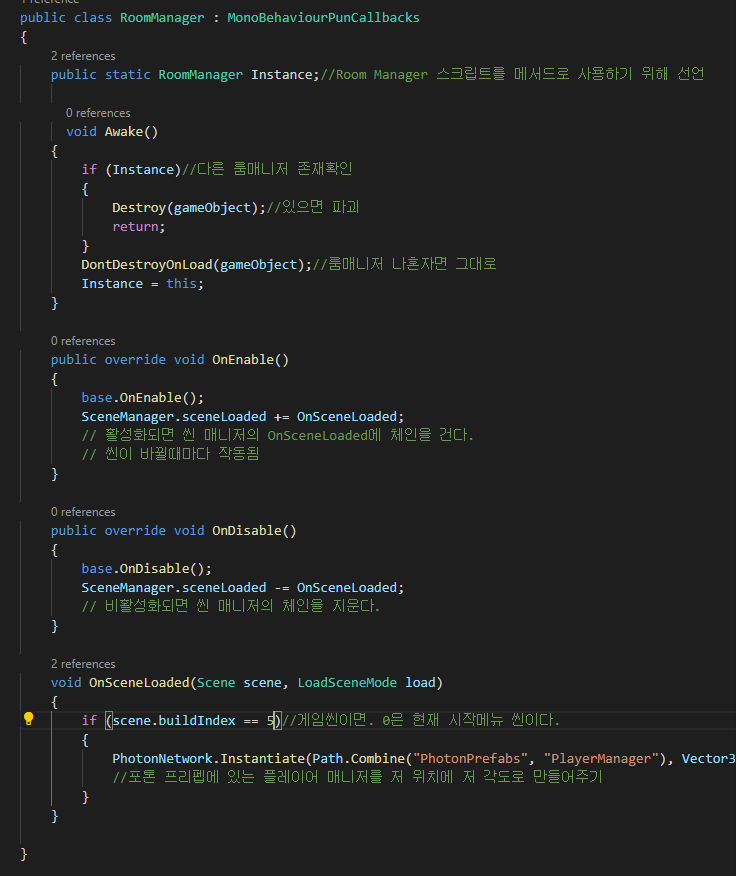 1 reference
public class RoomManager : MonoBehaviourPunCallbacks
{
2 references
public static RoomManager Instance;//Room Manager 스크립트를 메서드로 사용하기 위해 선언
0 references
void Awake()
{
if (Instance)//다른 룸매니저 존재확인
{
Destroy(gameObject);//있으면 파괴
return;
}
DontDestroyOnLoad(gameObject);//룸매니저 나혼자면 그대로
Instance = this;
}
0 references
public override void OnEnable()
{
base.OnEnable();
SceneManager.sceneLoaded += OnSceneLoaded;
// 활성화되면 씬 매니저의 OnSceneLoaded에 체인을 건다.
// 씬이 바뀔때마다 작동됨
}
0 references
public override void OnDisable()
{
base.OnDisable();
SceneManager.sceneLoaded -= OnSceneLoaded;
// 비활성화되면 씬 매니저의 체인을 지운다.
}
2 references
void OnSceneLoaded(Scene scene, LoadSceneMode load)
{
if (scene.buildIndex == 5)//게임씬이면. 0은 현재 시작메뉴 씬이다.
{
PhotonNetwork.Instantiate(Path.Combine("PhotonPrefabs", "PlayerManager"), Vector3
//포톤 프리펩에 있는 플레이어 매니저를 저 위치에 저 각도로 만들어주기
}
}
}